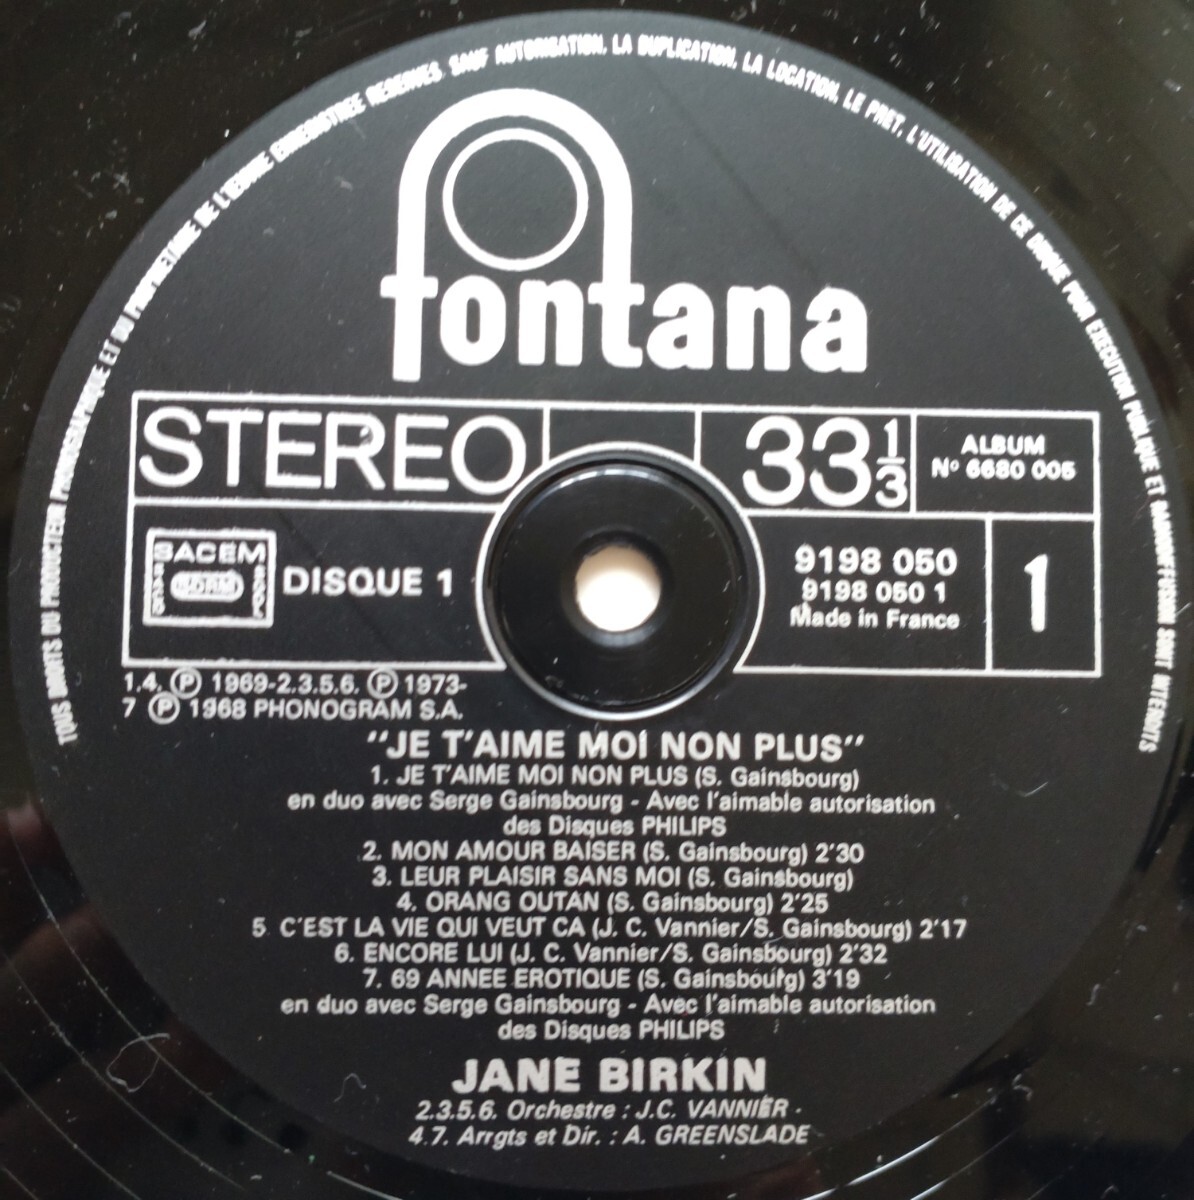 TOUS DROITS DU PRODUCTEUR PHONOGRAPHIQUE ET DU PROPRIETAIRE DE L'ŒUVRE ENREGISTREE RESERVES. SAUF AUTORISATION, LA DUPLICATION, LA LOCATION, LE PRET, L'UTILISATION DE CE DISQUE POUR EXECUTION PUBLIQUE ET RADIODIFFUSION SONT INTERDITS
fontana
STEREO
33 1/3
ALBUM
Nº 6680 005
SACEM
DISQUE 1
9198 050
9198 050 1
Made in France
1
1.4. Ⓟ 1969-2.3.5.6. Ⓟ 1973-
7 Ⓟ 1968 PHONOGRAM S.A.
"JE T'AIME MOI NON PLUS"
1. JE T'AIME MOI NON PLUS (S. Gainsbourg)
en duo avec Serge Gainsbourg - Avec l'aimable autorisation
des Disques PHILIPS
2. MON AMOUR BAISER (S. Gainsbourg) 2'30
3. LEUR PLAISIR SANS MOI (S. Gainsbourg)
4. ORANG OUTAN (S. Gainsbourg) 2'25
5. C'EST LA VIE QUI VEUT CA (J. C. Vannier/S. Gainsbourg) 2'17
6. ENCORE LUI (J. C. Vannier/S. Gainsbourg) 2'32
7. 69 ANNEE EROTIQUE (S. Gainsbourg) 3'19
en duo avec Serge Gainsbourg - Avec l'aimable autorisation
des Disques PHILIPS
JANE BIRKIN
2.3.5.6. Orchestre : J.C. VANNIER -
4.7. Arrgts et Dir. : A. GREENSLADE